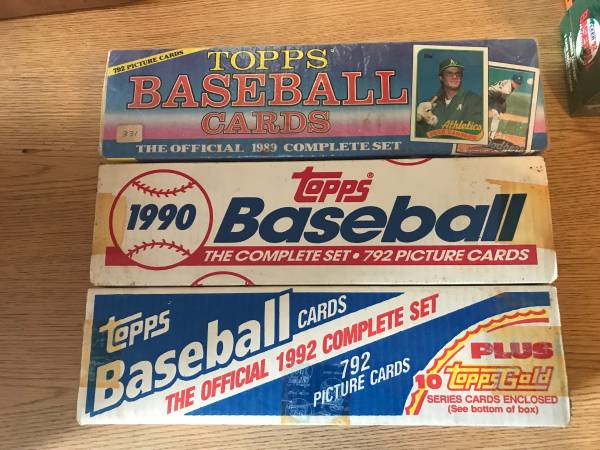 792 PICTURE CARDS
TOPPS
BASEBALL
CARDS
331
THE OFFICIAL 1989 COMPLETE SET
Topps
Athletics
Dodgers
1990
Topps®
Baseball
THE COMPLETE SET • 792 PICTURE CARDS
Topps
Baseball CARDS
THE OFFICIAL 1992 COMPLETE SET
792
PICTURE CARDS
PLUS
10 Topps Gold
SERIES CARDS ENCLOSED
(See bottom of box)